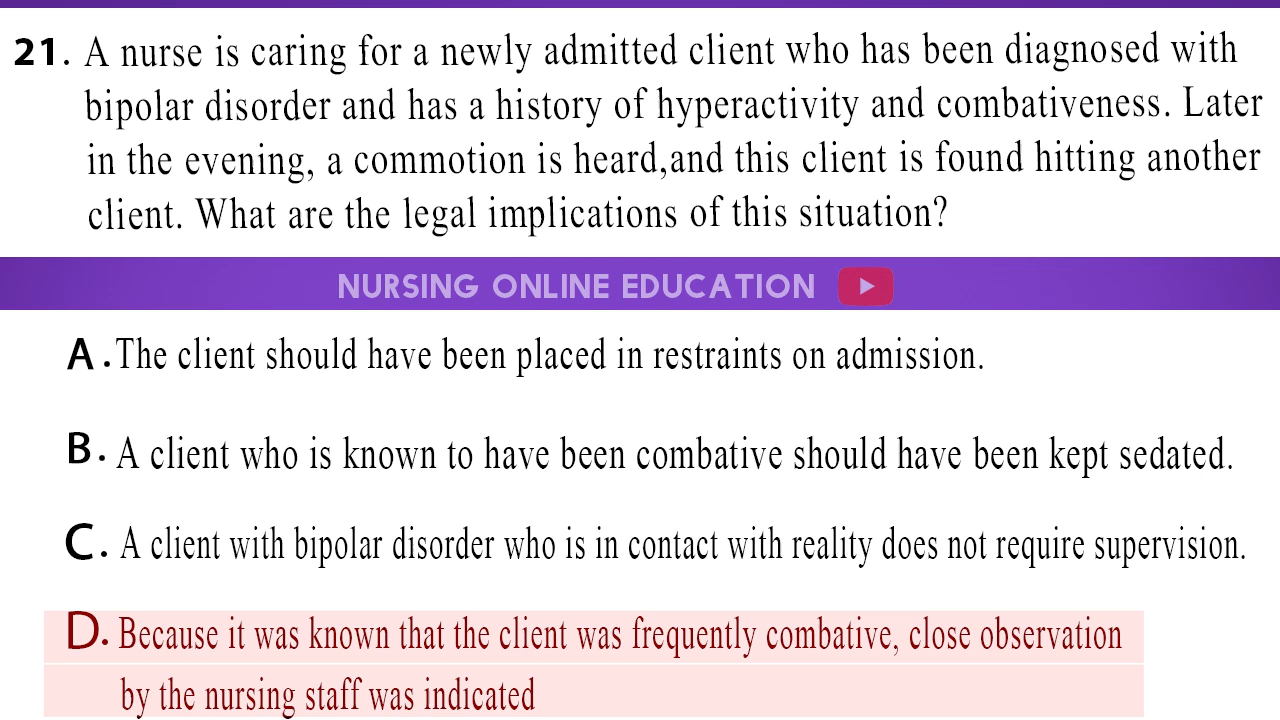 21. A nurse is caring for a newly admitted client who has been diagnosed with
bipolar disorder and has a history of hyperactivity and combativeness. Later
in the evening, a commotion is heard,and this client is found hitting another
client. What are the legal implications of this situation?
NURSING ONLINE EDUCATION
A. The client should have been placed in restraints on admission.
B. A client who is known to have been combative should have been kept sedated.
C. A client with bipolar disorder who is in contact with reality does not require supervision.
D. Because it was known that the client was frequently combative, close observation
by the nursing staff was indicated